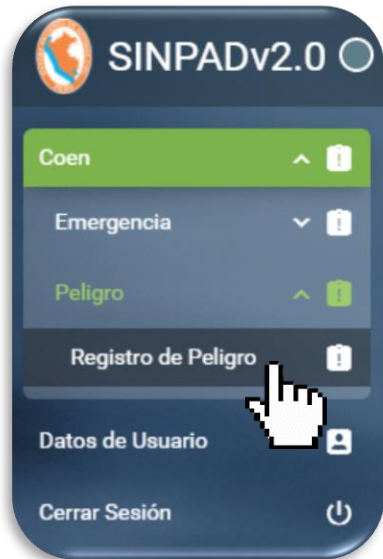 SINPADv2.0
Coen
Emergencia
Peligro
Registro de Peligro
Datos de Usuario
Cerrar Sesión